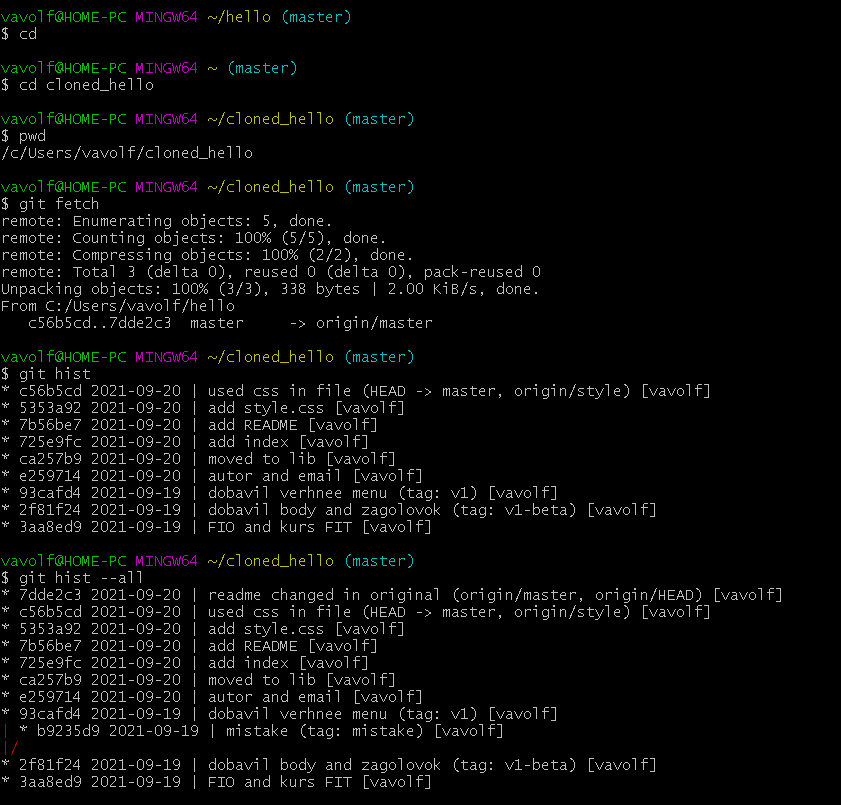 vavolf@HOME-PC MINGW64 ~/hello (master)
$ cd

vavolf@HOME-PC MINGW64 ~ (master)
$ cd cloned_hello

vavolf@HOME-PC MINGW64 ~/cloned_hello (master)
$ pwd
/c/Users/vavolf/cloned_hello

vavolf@HOME-PC MINGW64 ~/cloned_hello (master)
$ git fetch
remote: Enumerating objects: 5, done.
remote: Counting objects: 100% (5/5), done.
remote: Compressing objects: 100% (2/2), done.
remote: Total 3 (delta 0), reused 0 (delta 0), pack-reused 0
Unpacking objects: 100% (3/3), 338 bytes | 2.00 KiB/s, done.
From C:/Users/vavolf/hello
   c56b5cd..7dde2c3  master     -> origin/master

vavolf@HOME-PC MINGW64 ~/cloned_hello (master)
$ git hist
* c56b5cd 2021-09-20 | used css in file (HEAD -> master, origin/style) [vavolf]
* 5353a92 2021-09-20 | add style.css [vavolf]
* 7b56be7 2021-09-20 | add README [vavolf]
* 725e9fc 2021-09-20 | add index [vavolf]
* ca257b9 2021-09-20 | moved to lib [vavolf]
* e259714 2021-09-20 | autor and email [vavolf]
* 93cafd4 2021-09-19 | dobavil verhnee menu (tag: v1) [vavolf]
* 2f81f24 2021-09-19 | dobavil body and zagolovok (tag: v1-beta) [vavolf]
* 3aa8ed9 2021-09-19 | FIO and kurs FIT [vavolf]

vavolf@HOME-PC MINGW64 ~/cloned_hello (master)
$ git hist --all
* 7dde2c3 2021-09-20 | readme changed in original (origin/master, origin/HEAD) [vavolf]
* c56b5cd 2021-09-20 | used css in file (HEAD -> master, origin/style) [vavolf]
* 5353a92 2021-09-20 | add style.css [vavolf]
* 7b56be7 2021-09-20 | add README [vavolf]
* 725e9fc 2021-09-20 | add index [vavolf]
* ca257b9 2021-09-20 | moved to lib [vavolf]
* e259714 2021-09-20 | autor and email [vavolf]
* 93cafd4 2021-09-19 | dobavil verhnee menu (tag: v1) [vavolf]
| * b9235d9 2021-09-19 | mistake (tag: mistake) [vavolf]
|/
* 2f81f24 2021-09-19 | dobavil body and zagolovok (tag: v1-beta) [vavolf]
* 3aa8ed9 2021-09-19 | FIO and kurs FIT [vavolf]